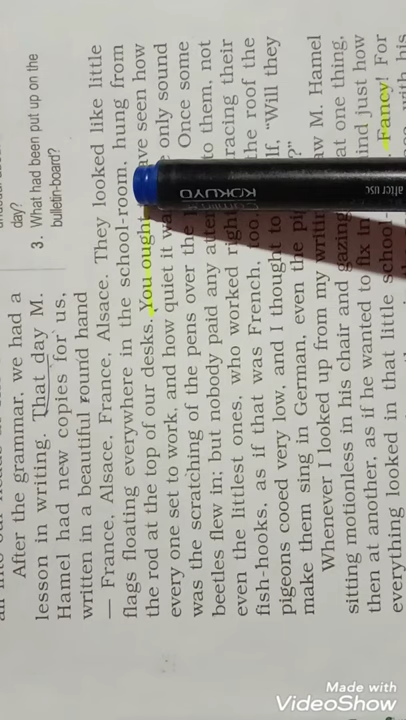 day?
3. What had been put up on the
bulletin-board?
After the grammar, we had a
lesson in writing. That day M.
Hamel had new copies for us,
written in a beautiful round hand
— France, Alsace, France, Alsace. They looked like little
flags floating everywhere in the school-room, hung from
the rod at the top of our desks. You ought have seen how
every one set to work, and how quiet it only sound
was the scratching of the pens over the Once some
beetles flew in; but nobody paid any to them, not
even the littlest ones, who worked right racing their
fish-hooks, as if that was French, too. the roof the
pigeons cooed very low, and I thought to lf, "Will they
make them sing in German, even the ?"
Whenever I looked up from my aw M. Hamel
sitting motionless in his chair and gazing at one thing,
then at another, as if he wanted to fix in ind just how
everything looked in that little school- Fancy! For
with his
KOKUYO
after use
Made with
VideoShow